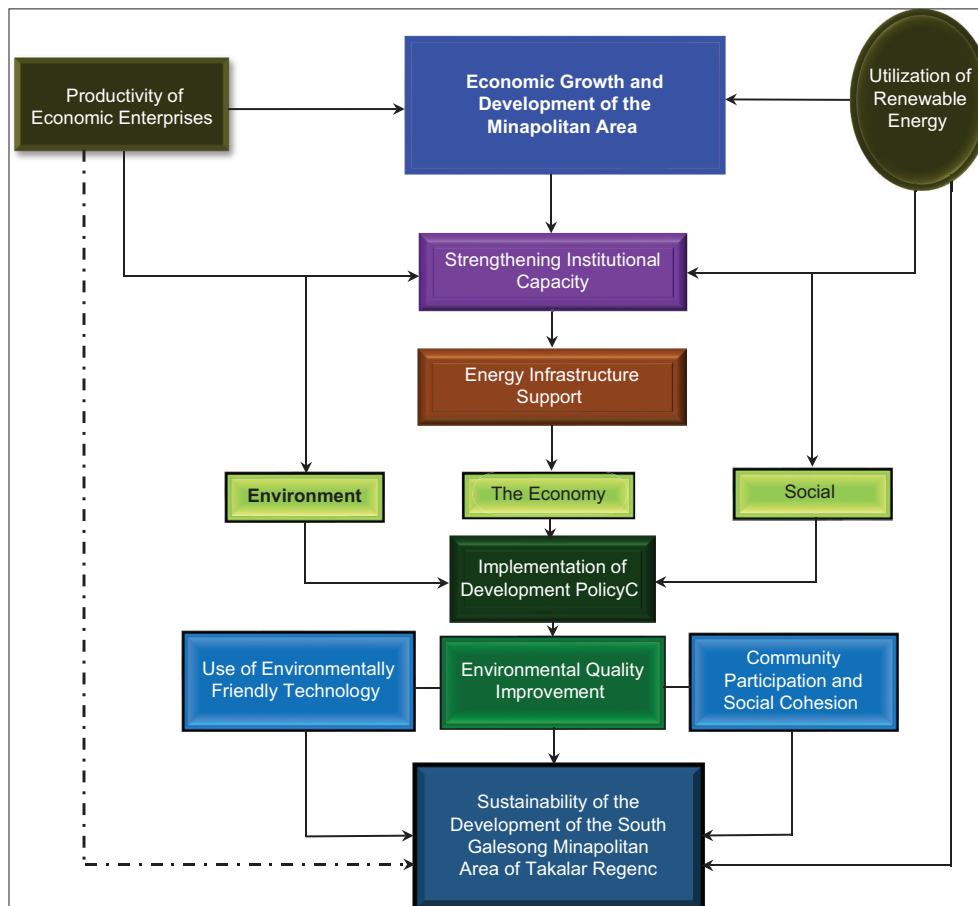 Productivity of
Economic Enterprises
Economic Growth and
Development of the
Minapolitan Area
Utilization of
Renewable
Energy
Strengthening Institutional
Capacity
Energy Infrastructure
Support
Environment
The Economy
Social
Implementation of
Development PolicyC
Use of Environmentally
Friendly Technology
Environmental Quality
Improvement
Community
Participation and
Social Cohesion
Sustainability of the
Development of the South
Galesong Minapolitan
Area of Takalar Regenc